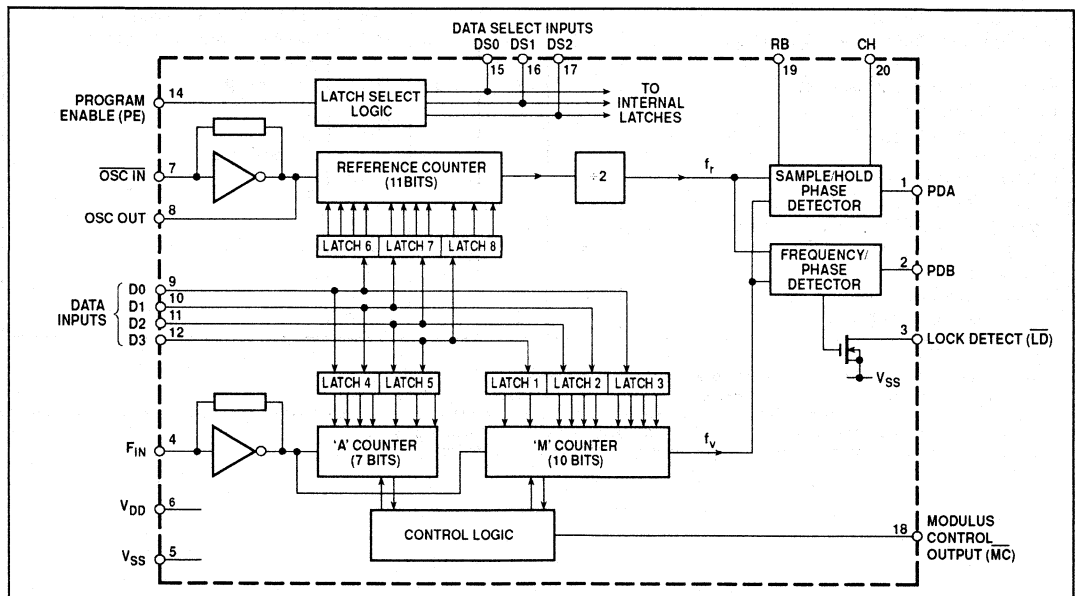 DATA SELECT INPUTS
DS0 DS1 DS2
15 16 17
RB
19
CH
20
14
PROGRAM
ENABLE (PE)
LATCH SELECT
LOGIC
TO
INTERNAL
LATCHES
OSC IN
7
OSC OUT
8
REFERENCE COUNTER
(11BITS)
÷2
fr
SAMPLE/HOLD
PHASE
DETECTOR
1
PDA
LATCH 6 LATCH 7 LATCH 8
FREQUENCY/
PHASE
DETECTOR
2
PDB
DATA
INPUTS
D0 9
D1 10
D2 11
D3 12
3
LOCK DETECT (LD)
VSS
LATCH 4 LATCH 5
LATCH 1 LATCH 2 LATCH 3
FIN
4
'A' COUNTER
(7 BITS)
'M' COUNTER
(10 BITS)
fv
VDD
6
CONTROL LOGIC
18
MODULUS
CONTROL
OUTPUT (MC)
VSS
5